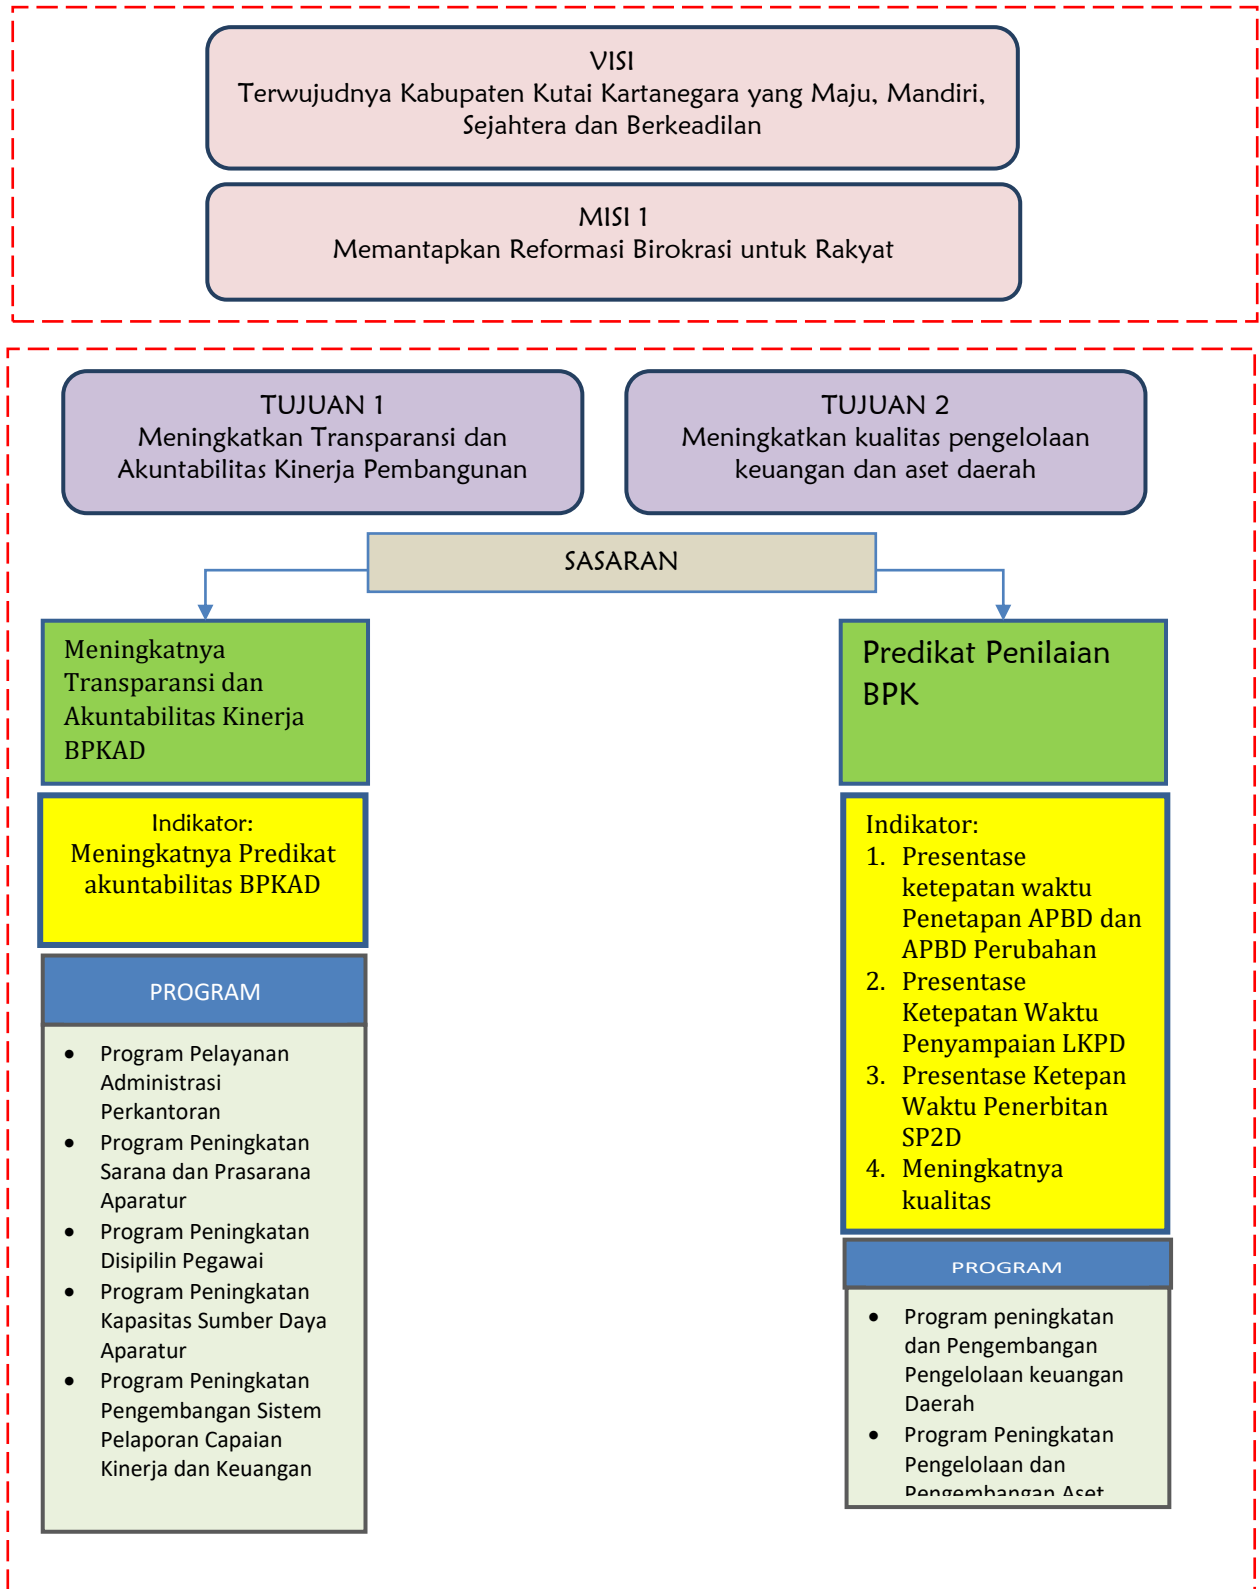 VISI
Terwujudnya Kabupaten Kutai Kartanegara yang Maju, Mandiri,
Sejahtera dan Berkeadilan
MISI 1
Memantapkan Reformasi Birokrasi untuk Rakyat
TUJUAN 1
Meningkatkan Transparansi dan
Akuntabilitas Kinerja Pembangunan
TUJUAN 2
Meningkatkan kualitas pengelolaan
keuangan dan aset daerah
SASARAN
Meningkatnya
Transparansi dan
Akuntabilitas Kinerja
BPKAD
Indikator:
Meningkatnya Predikat
akuntabilitas BPKAD
PROGRAM
• Program Pelayanan
Administrasi
Perkantoran
• Program Peningkatan
Sarana dan Prasarana
Aparatur
• Program Peningkatan
Disipilin Pegawai
• Program Peningkatan
Kapasitas Sumber Daya
Aparatur
• Program Peningkatan
Pengembangan Sistem
Pelaporan Capaian
Kinerja dan Keuangan
Predikat Penilaian
BPK
Indikator:
1. Presentase
ketepatan waktu
Penetapan APBD dan
APBD Perubahan
2. Presentase
Ketepatan Waktu
Penyampaian LKPD
3. Presentase Ketepan
Waktu Penerbitan
SP2D
4. Meningkatnya
kualitas
PROGRAM
• Program peningkatan
dan Pengembangan
Pengelolaan keuangan
Daerah
• Program Peningkatan
Pengelolaan dan
Pengembangan Aset